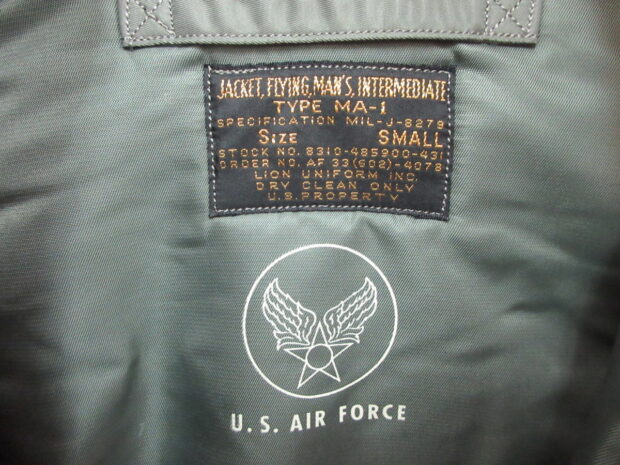 JACKET, FLYING, MAN'S, INTERMEDIATE
TYPE MA-1
SPECIFICATION MIL-J-8279
SIZE SMALL
STOCK NO. 8310-485900-431
ORDER NO. AF 33(602)-4078
LION UNIFORM INC.
DRY CLEAN ONLY
U.S. PROPERTY
U.S. AIR FORCE